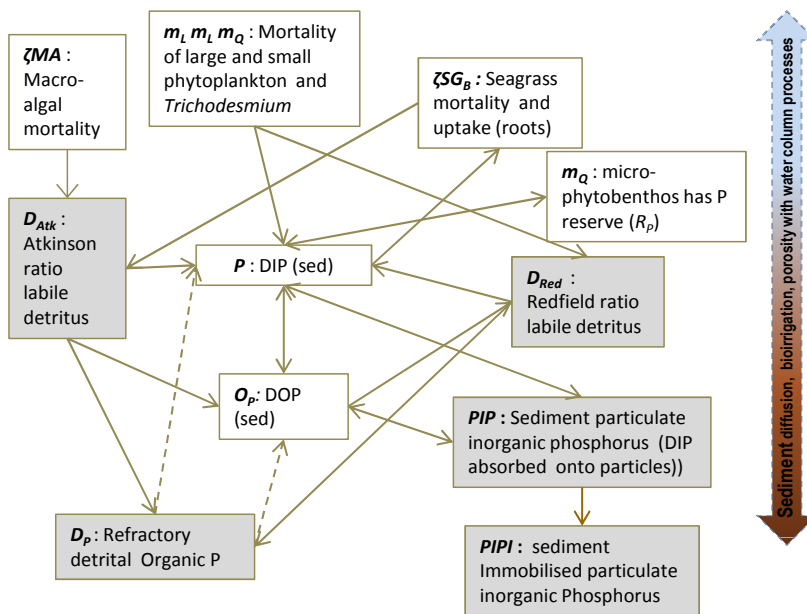 ζMA :
Macro-
algal
mortality
m_L m_L m_Q : Mortality
of large and small
phytoplankton and
Trichodesmium
ζSG_B : Seagrass
mortality and
uptake (roots)
m_Q : micro-
phytobenthos has P
reserve (R_P)
D_Atk :
Atkinson
ratio
labile
detritus
P : DIP (sed)
D_Red :
Redfield ratio
labile detritus
O_P: DOP
(sed)
PIP : Sediment particulate
inorganic phosphorus (DIP
absorbed onto particles))
D_P : Refractory
detrital Organic P
PIPI : sediment
Immobilised particulate
inorganic Phosphorus
Sediment diffusion, bioirrigation, porosity with water column processes